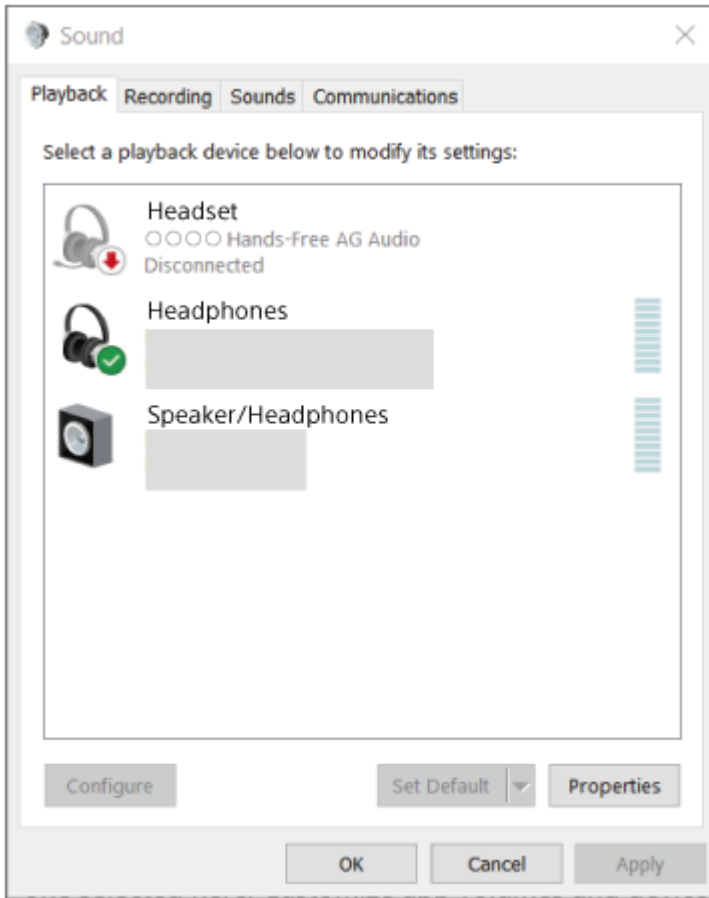 Sound
Playback Recording Sounds Communications
Select a playback device below to modify its settings:
Headset
○○○○ Hands-Free AG Audio
Disconnected
Headphones
Speaker/Headphones
Configure Set Default Properties
OK Cancel Apply